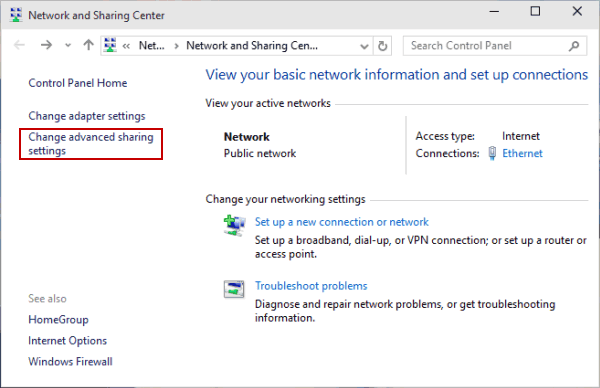 Network and Sharing Center
« Net... › Network and Sharing Cen...
Search Control Panel
Control Panel Home
Change adapter settings
Change advanced sharing
settings
See also
HomeGroup
Internet Options
Windows Firewall
View your basic network information and set up connections
View your active networks
Network
Public network
Access type: Internet
Connections: Ethernet
Change your networking settings
Set up a new connection or network
Set up a broadband, dial-up, or VPN connection; or set up a router or
access point.
Troubleshoot problems
Diagnose and repair network problems, or get troubleshooting
information.